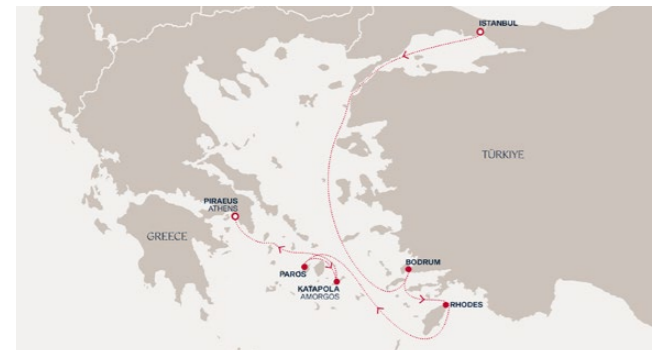 ISTANBUL
TÜRKIYE
PIRAEUS
ATHENS
GREECE
PAROS
KATAPOLA
AMORGOS
BODRUM
RHODES